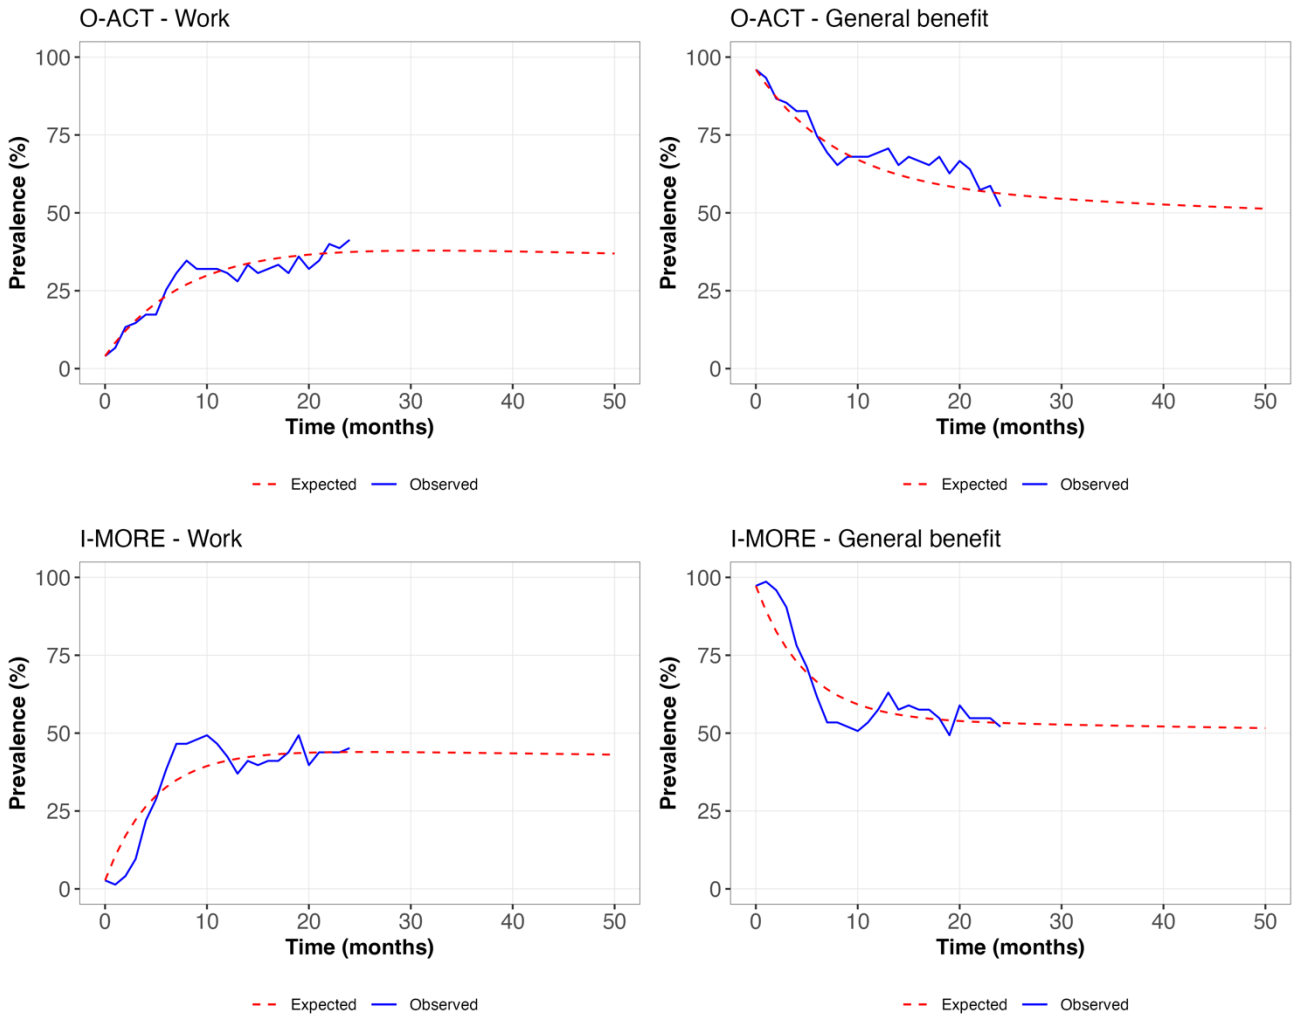 O-ACT - Work
100
75
50
25
0
Prevalence (%)
0 10 20 30 40 50
Time (months)
Expected Observed
O-ACT - General benefit
100
75
50
25
0
Prevalence (%)
0 10 20 30 40 50
Time (months)
Expected Observed
I-MORE - Work
100
75
50
25
0
Prevalence (%)
0 10 20 30 40 50
Time (months)
Expected Observed
I-MORE - General benefit
100
75
50
25
0
Prevalence (%)
0 10 20 30 40 50
Time (months)
Expected Observed